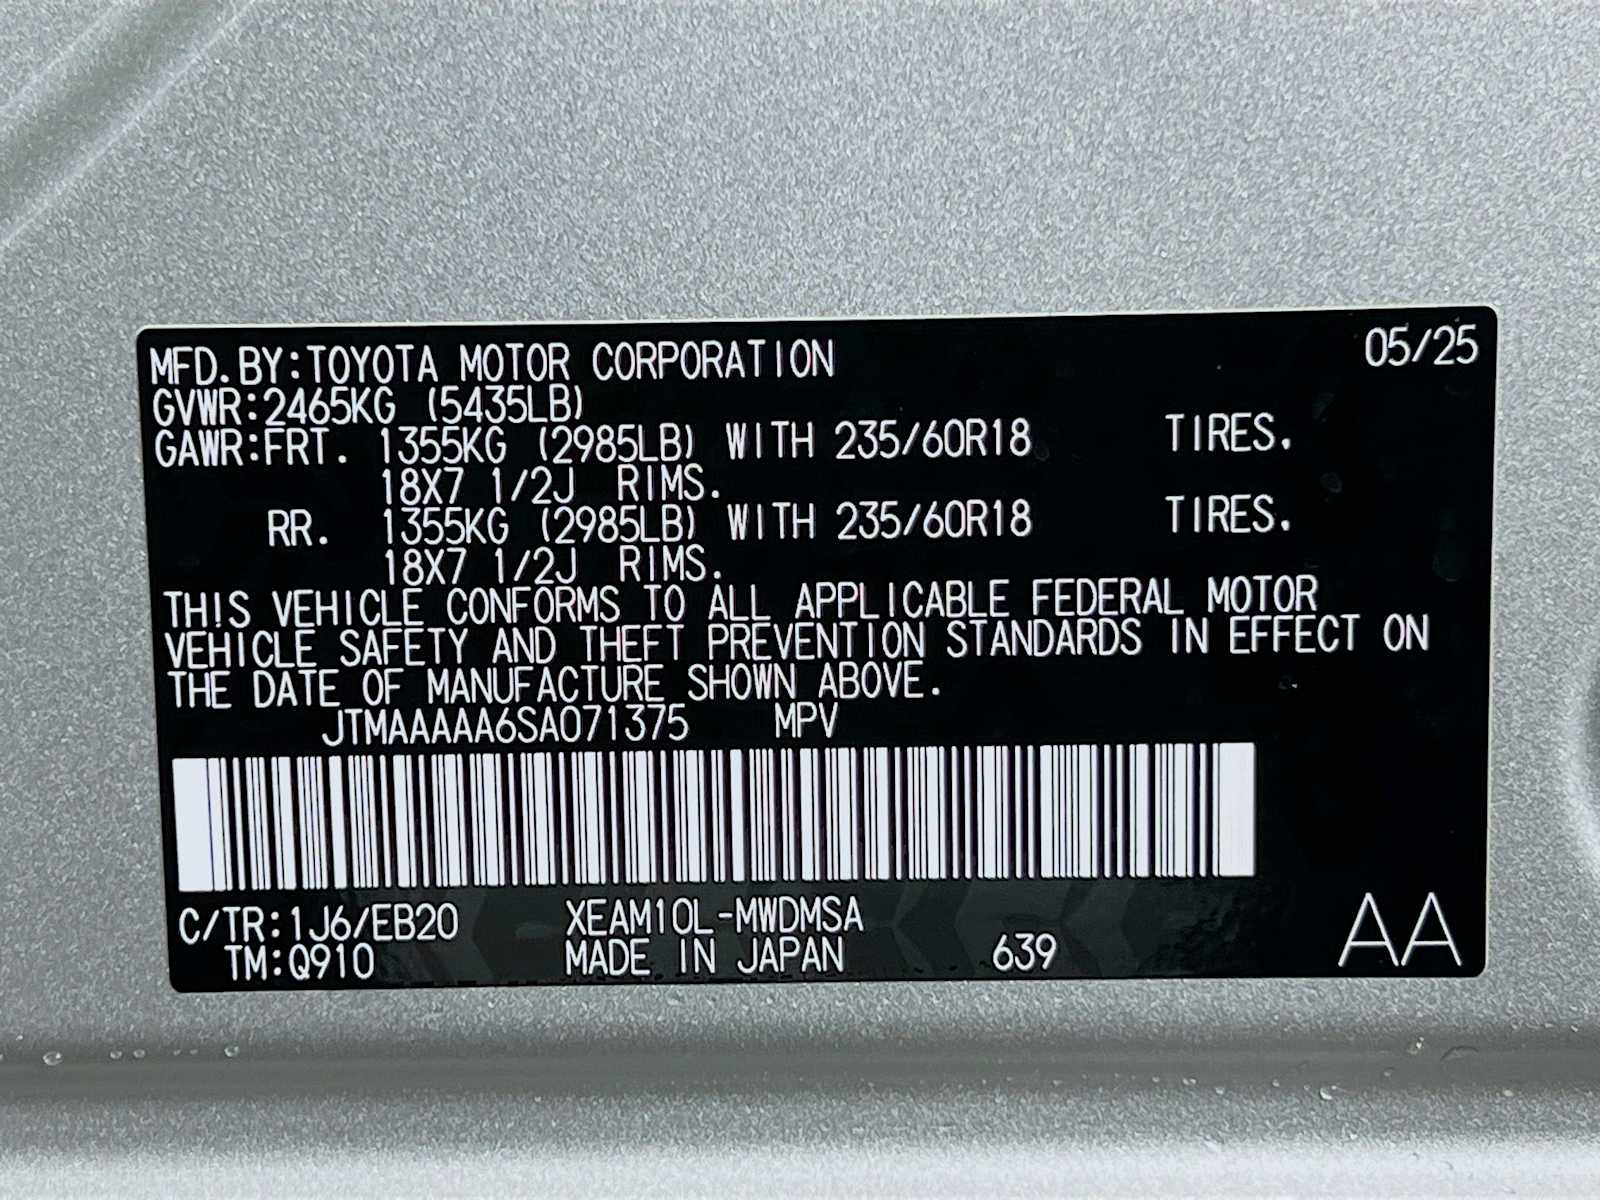 MFD. BY: TOYOTA MOTOR CORPORATION 05/25
GVWR: 2465KG (5435LB)
GAWR: FRT. 1355KG (2985LB) WITH 235/60R18 TIRES.
18X7 1/2J RIMS.
RR. 1355KG (2985LB) WITH 235/60R18 TIRES.
18X7 1/2J RIMS.
THIS VEHICLE CONFORMS TO ALL APPLICABLE FEDERAL MOTOR
VEHICLE SAFETY AND THEFT PREVENTION STANDARDS IN EFFECT ON
THE DATE OF MANUFACTURE SHOWN ABOVE.
JTMAAAAA6SA071375 MPV
C/TR: 1J6/EB20 XEAM10L-MWDMSA AA
TM: Q910 MADE IN JAPAN 639